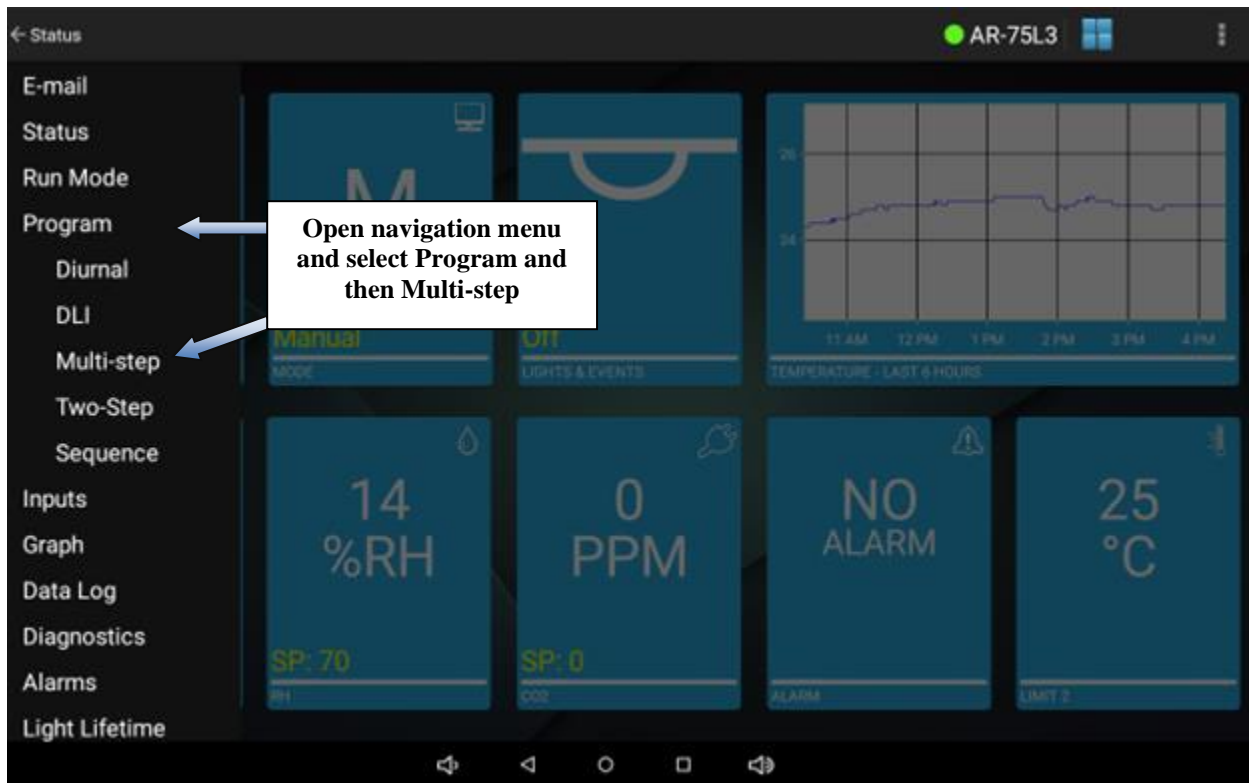 Status
AR-75L3
E-mail
Status
Run Mode
Program
Diurnal
DLI
Multi-step
Two-Step
Sequence
Inputs
Graph
Data Log
Diagnostics
Alarms
Light Lifetime
Open navigation menu
and select Program and
then Multi-step
M
Manual
MODE
Off
LIGHTS & EVENTS
26
24
11 AM 12 PM 1 PM 2 PM 3 PM 4 PM
TEMPERATURE - LAST 6 HOURS
14
%RH
SP: 70
RH
0
PPM
SP: 0
CO2
NO
ALARM
ALARM
25
°C
LIMIT 2